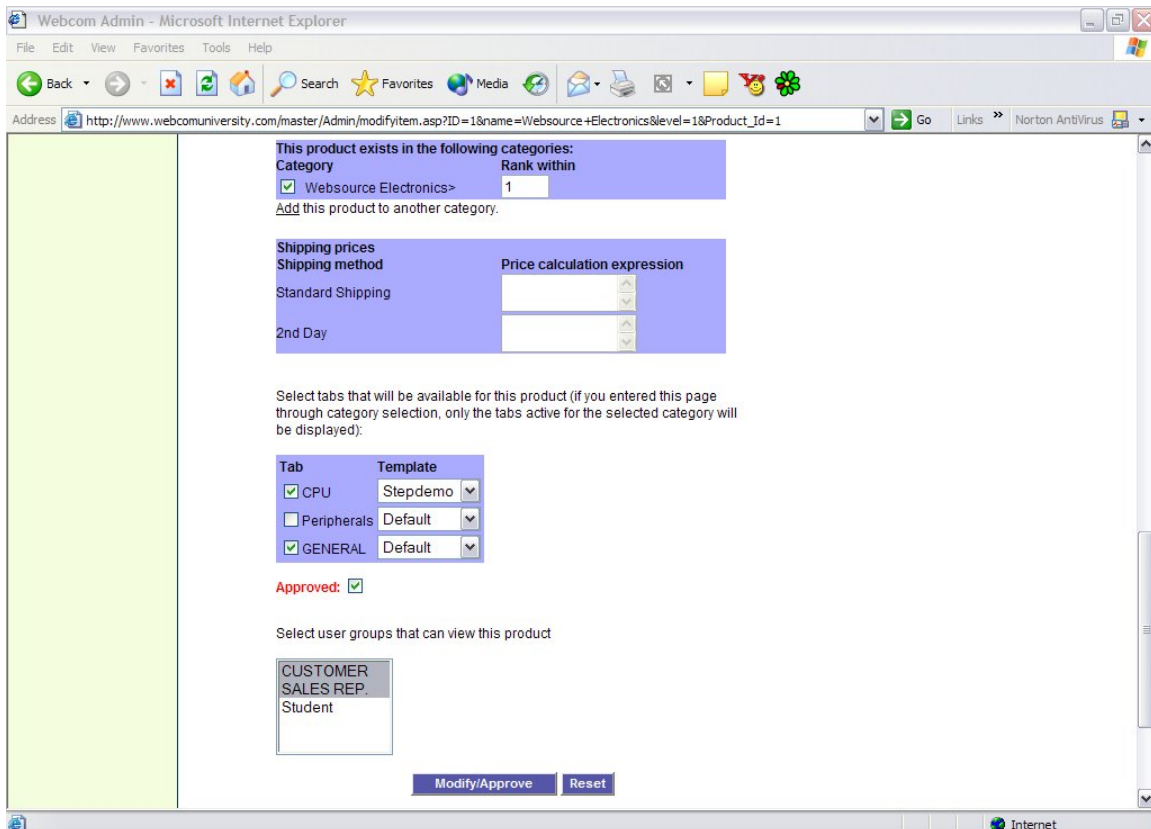 Webcom Admin - Microsoft Internet Explorer
File Edit View Favorites Tools Help
Back Search Favorites Media
Address http://www.webcomuniversity.com/master/Admin/modifyitem.asp?ID=1&name=Websource+Electronics&level=1&Product_Id=1 Go Links » Norton AntiVirus
This product exists in the following categories:
Category Rank within
Websource Electronics> 1
Add this product to another category.
Shipping prices
Shipping method Price calculation expression
Standard Shipping
2nd Day
Select tabs that will be available for this product (if you entered this page
through category selection, only the tabs active for the selected category will
be displayed):
Tab Template
CPU Stepdemo
Peripherals Default
GENERAL Default
Approved:
Select user groups that can view this product
CUSTOMER
SALES REP.
Student
Modify/Approve Reset
Internet